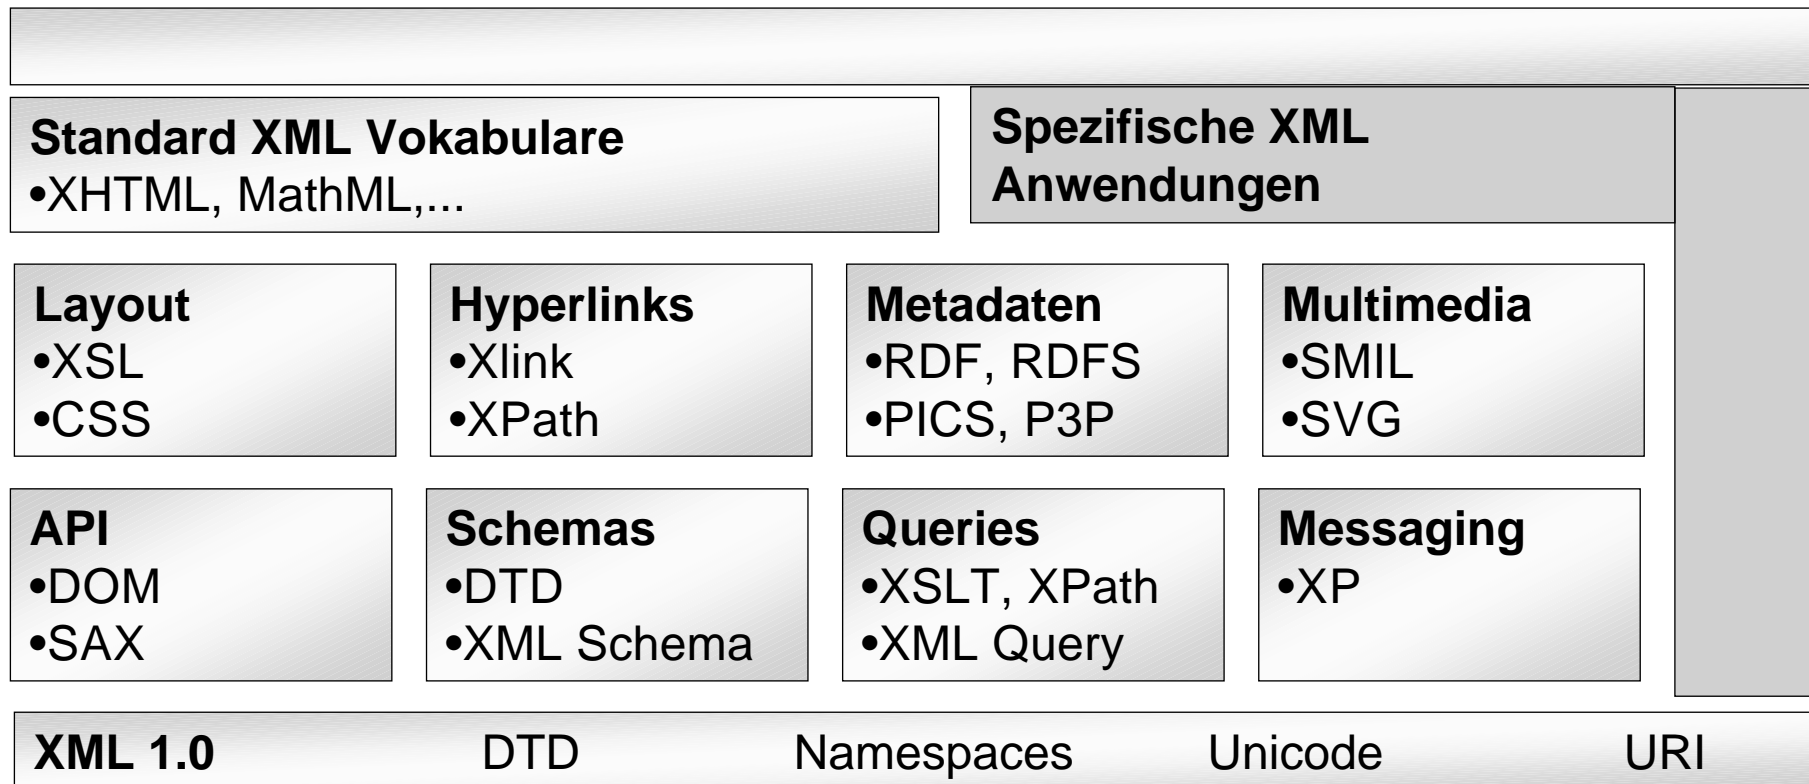 Standard XML Vokabulare
•XHTML, MathML,...
Spezifische XML
Anwendungen
Layout
•XSL
•CSS
Hyperlinks
•Xlink
•XPath
Metadaten
•RDF, RDFS
•PICS, P3P
Multimedia
•SMIL
•SVG
API
•DOM
•SAX
Schemas
•DTD
•XML Schema
Queries
•XSLT, XPath
•XML Query
Messaging
•XP
XML 1.0 DTD Namespaces Unicode URI